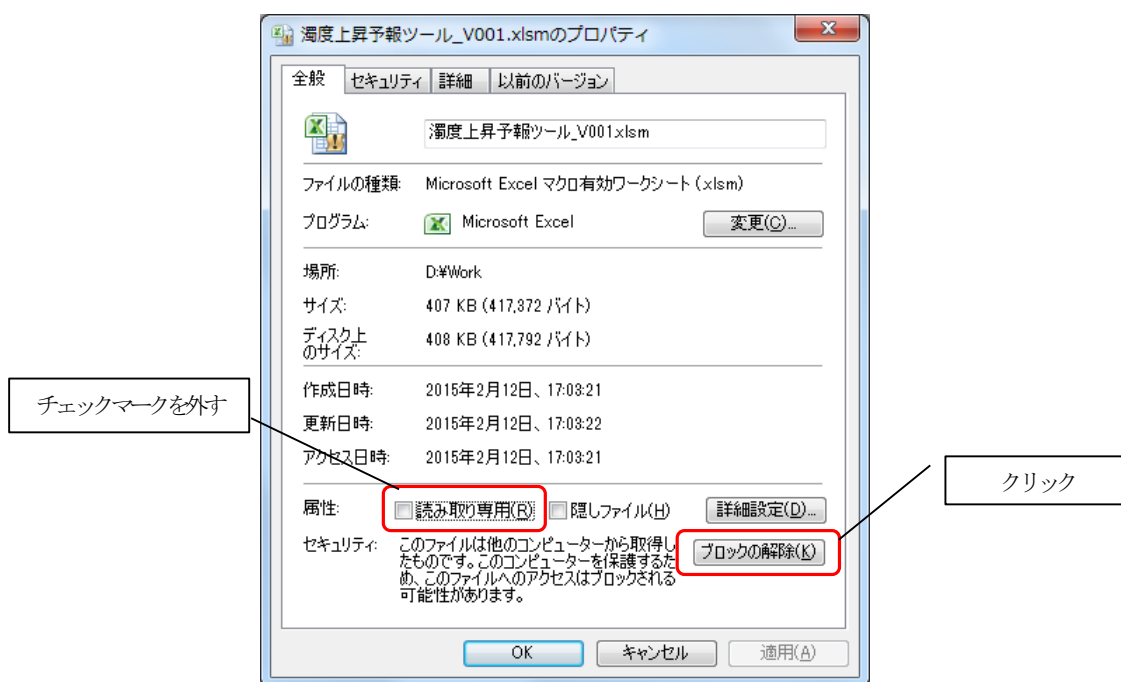 濁度上昇予報ツール_V001.xlsmのプロパティ
全般 セキュリティ 詳細 以前のバージョン
濁度上昇予報ツール_V001.xlsm
ファイルの種類: Microsoft Excel マクロ有効ワークシート (.xlsm)
プログラム: Microsoft Excel 変更(C)...
場所: D:¥Work
サイズ: 407 KB (417,372 バイト)
ディスク上
のサイズ: 408 KB (417,792 バイト)
作成日時: 2015年2月12日、17:03:21
チェックマークを外す
更新日時: 2015年2月12日、17:03:22
アクセス日時: 2015年2月12日、17:03:21
クリック
属性: 読み取り専用(R) 隠しファイル(H) 詳細設定(D)...
セキュリティ: このファイルは他のコンピューターから取得し
たものです。このコンピューターを保護するた
め、このファイルへのアクセスはブロックされる
可能性があります。
ブロックの解除(K)
OK キャンセル 適用(A)